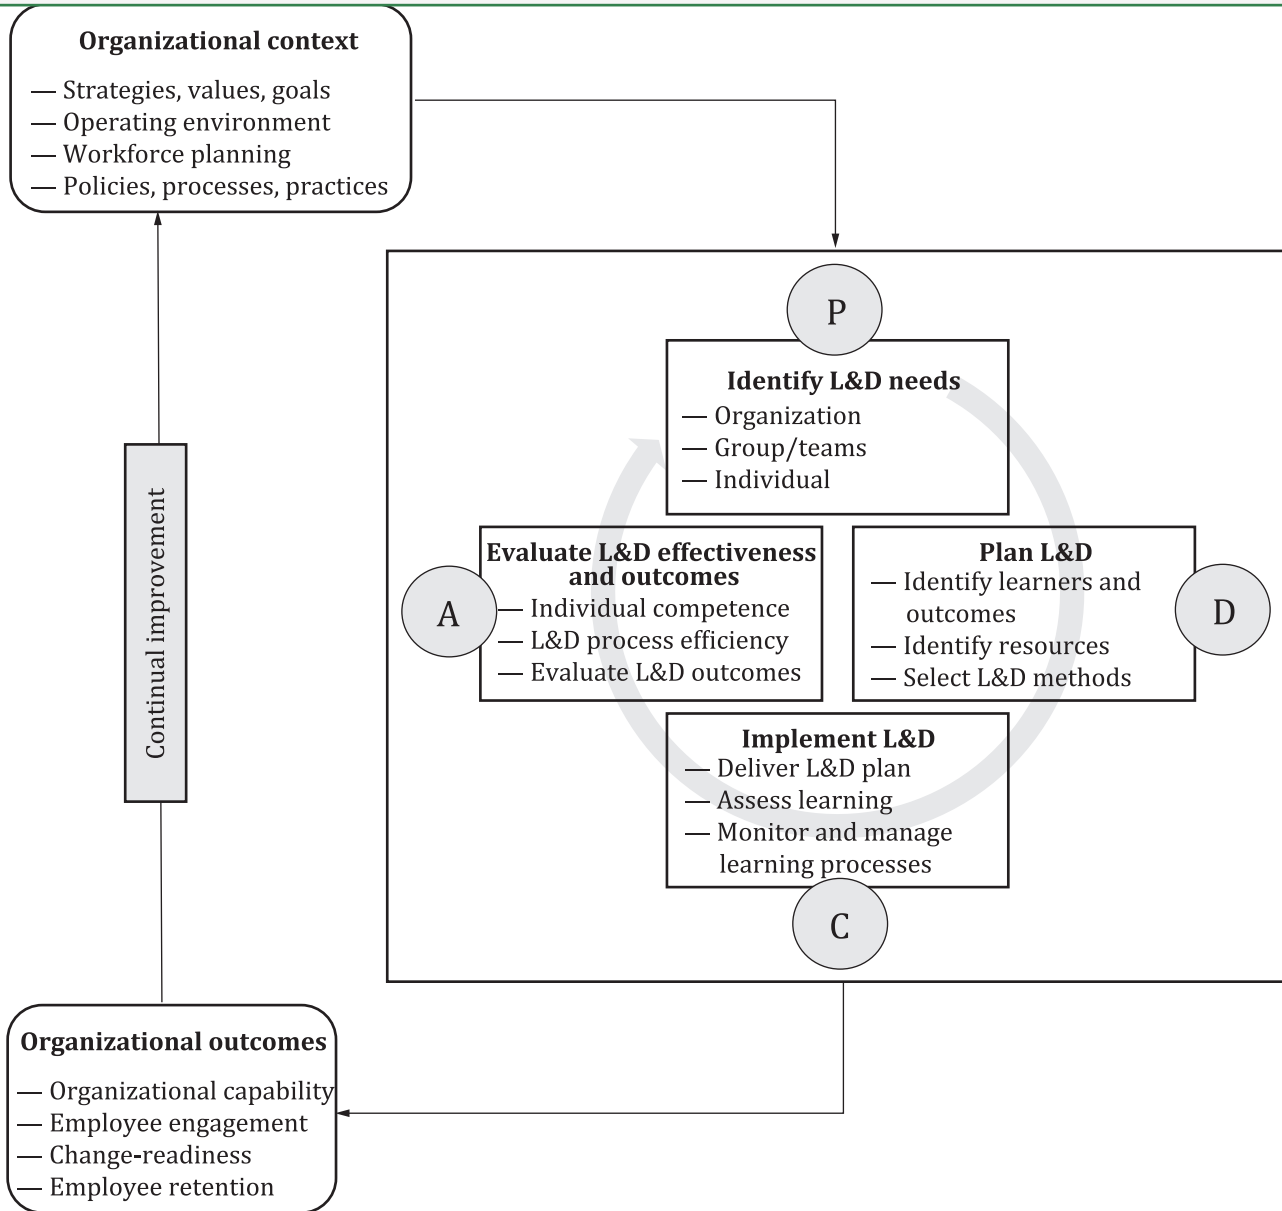 Organizational context
— Strategies, values, goals
— Operating environment
— Workforce planning
— Policies, processes, practices
P
Identify L&D needs
— Organization
— Group/teams
— Individual
A
Evaluate L&D effectiveness
and outcomes
— Individual competence
— L&D process efficiency
— Evaluate L&D outcomes
Plan L&D
— Identify learners and
outcomes
— Identify resources
— Select L&D methods
D
Implement L&D
— Deliver L&D plan
— Assess learning
— Monitor and manage
learning processes
C
Continual improvement
Organizational outcomes
— Organizational capability
— Employee engagement
— Change-readiness
— Employee retention